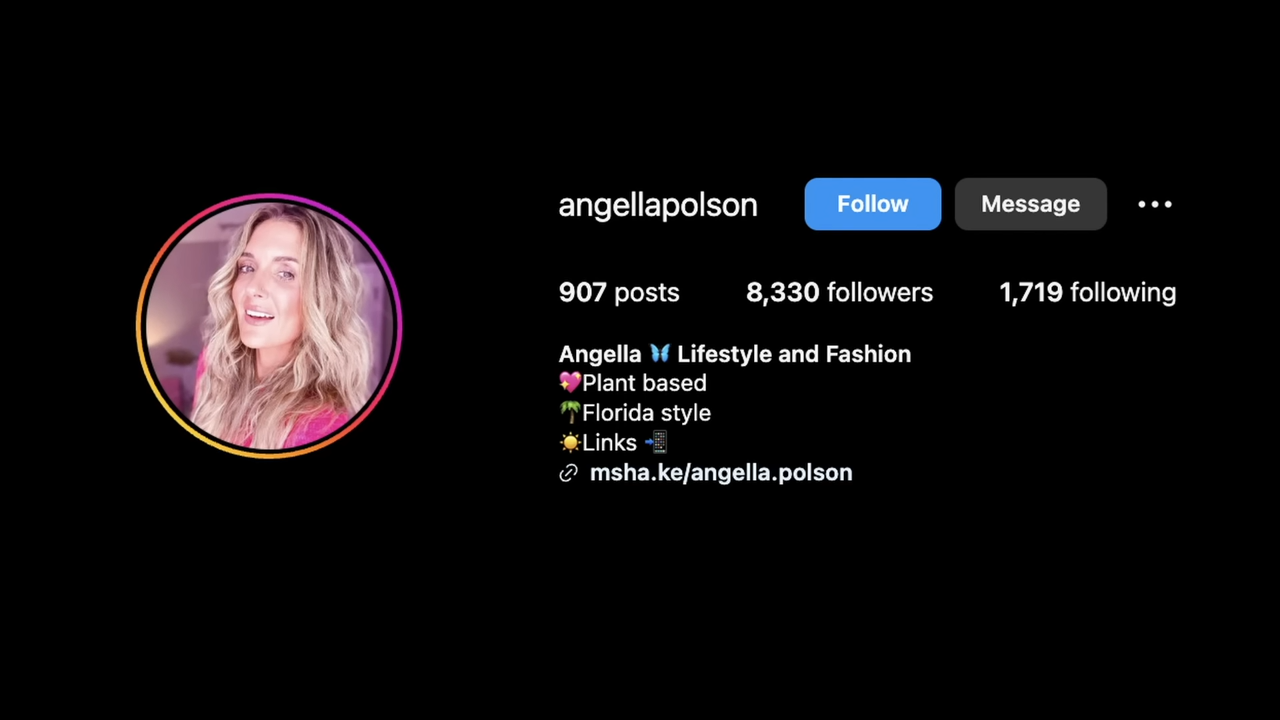 angellapolson Follow Message
907 posts 8,330 followers 1,719 following
Angella 🦋 Lifestyle and Fashion
💖Plant based
🌴Florida style
☀️Links 📲
msha.ke/angella.polson